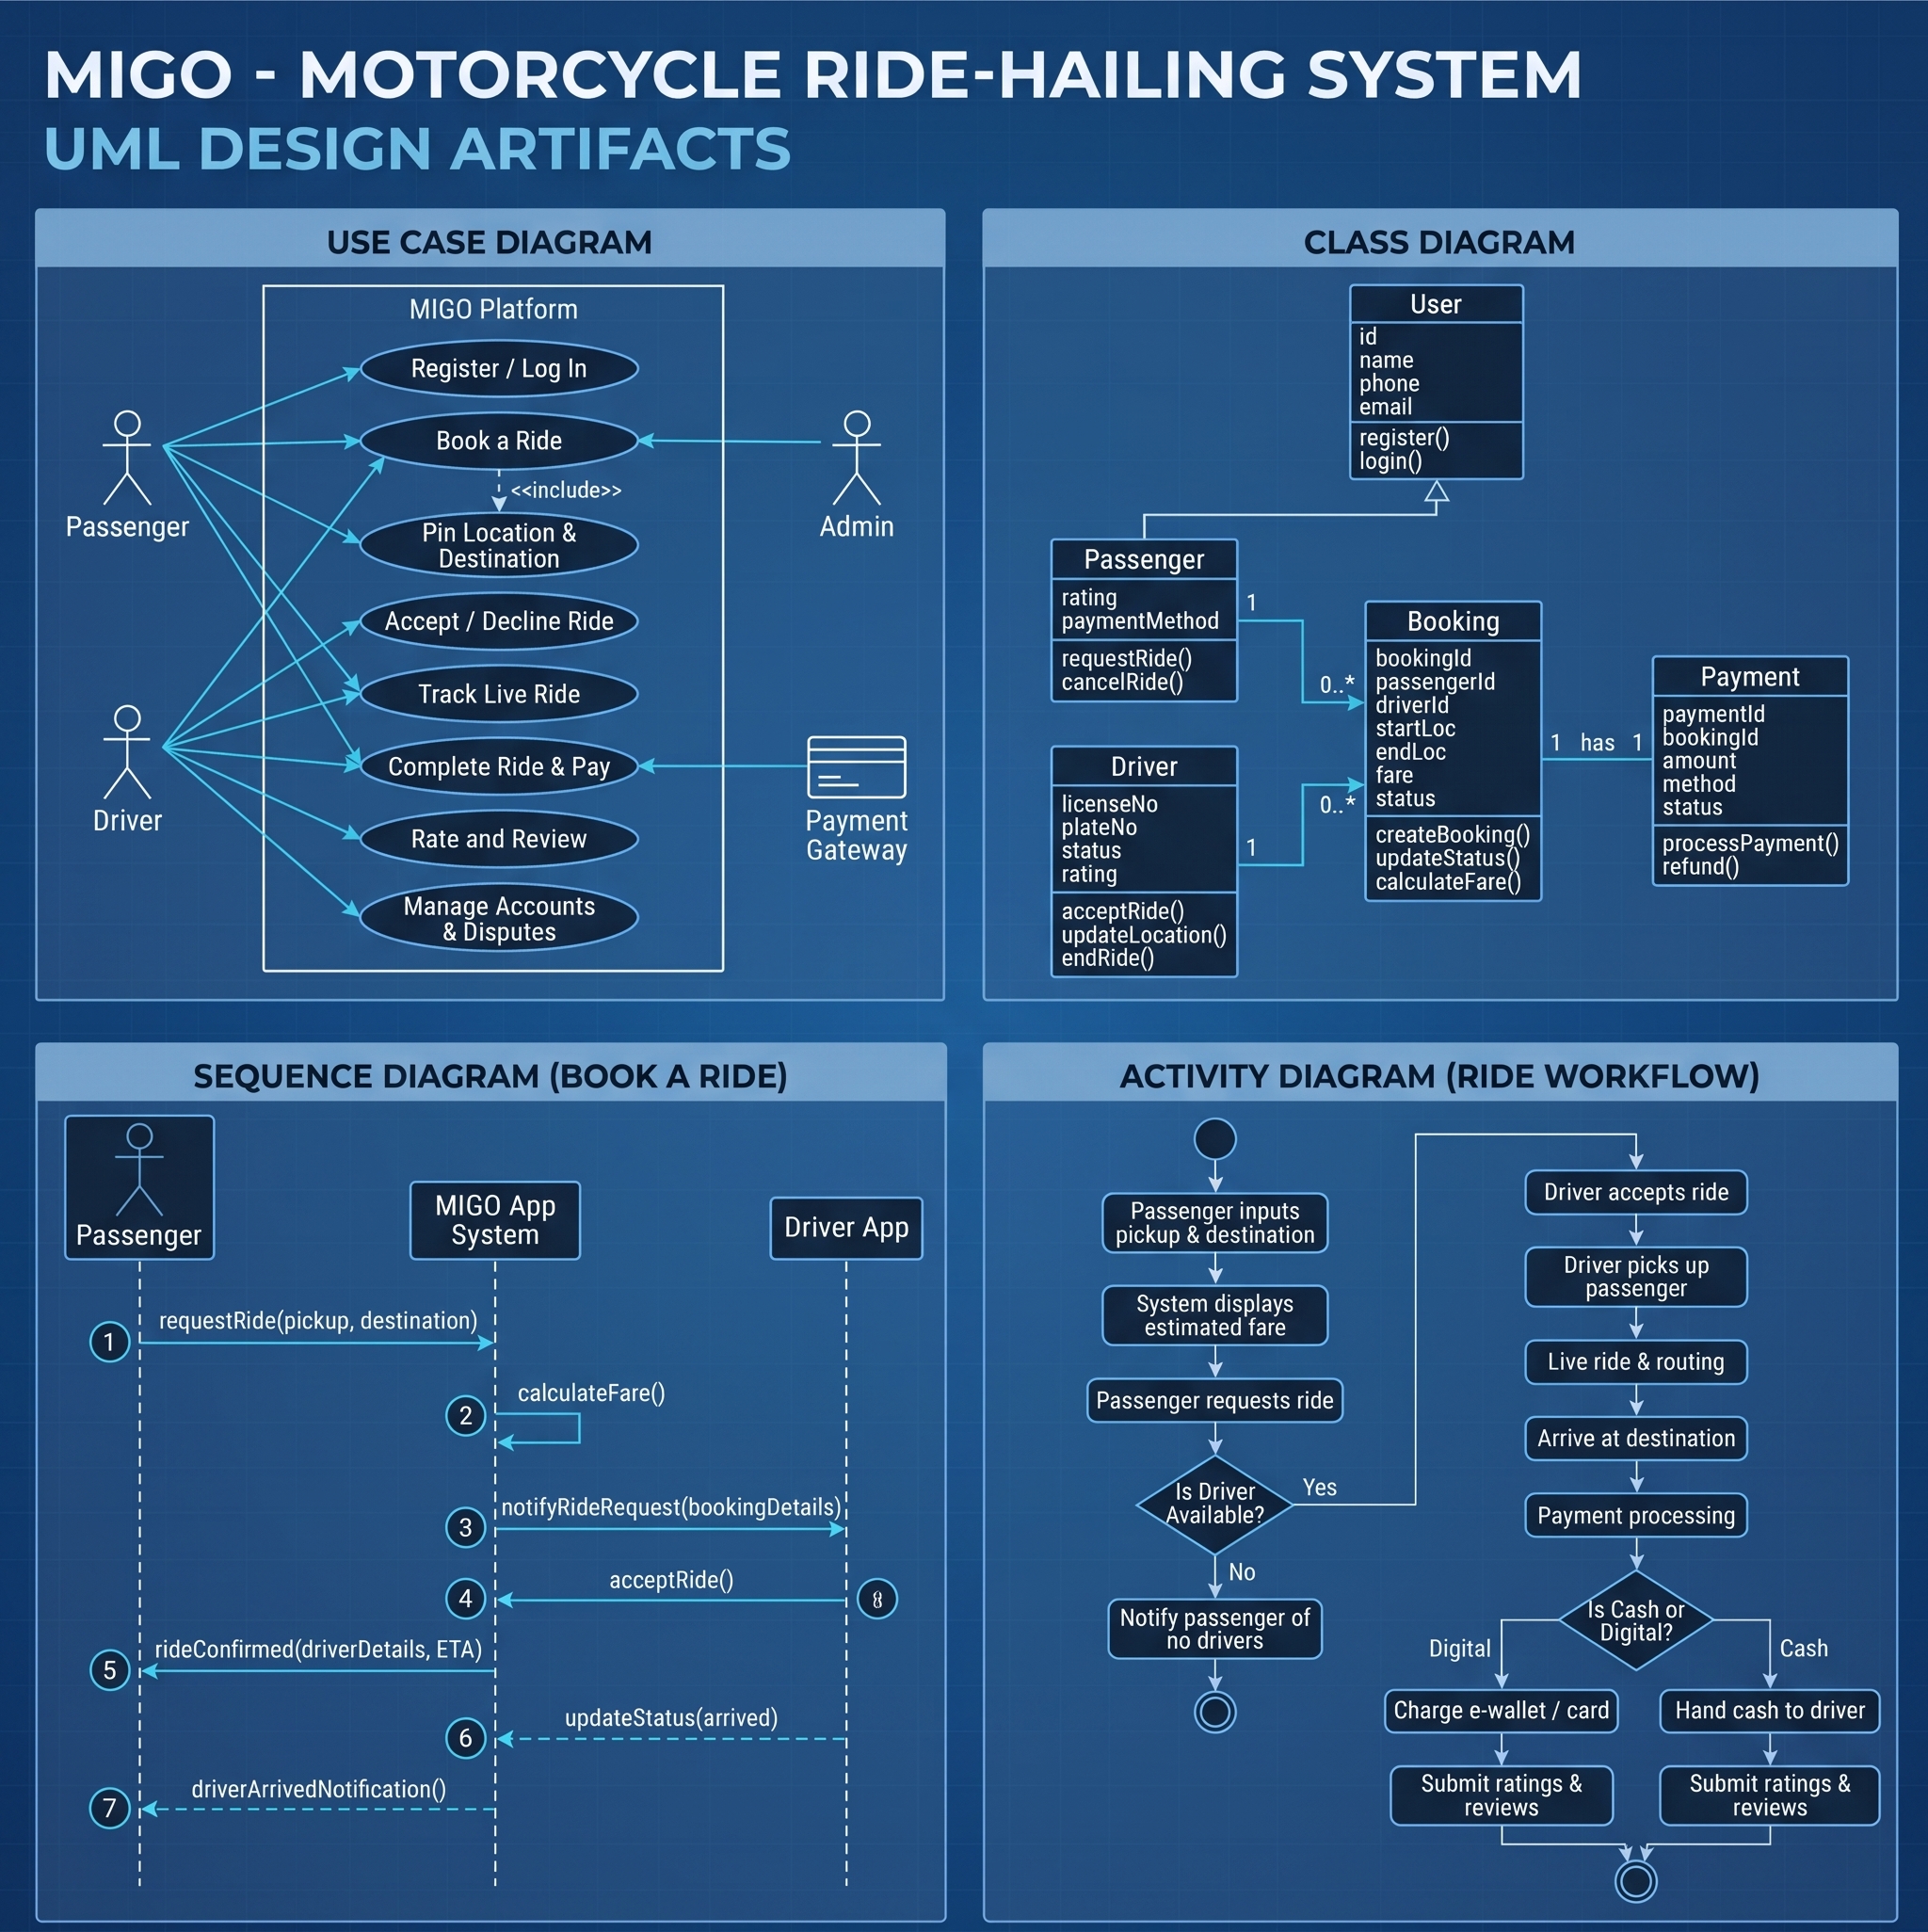 MIGO - MOTORCYCLE RIDE-HAILING SYSTEM
UML DESIGN ARTIFACTS
USE CASE DIAGRAM
MIGO Platform
Register / Log In
Book a Ride
<<include>>
Pin Location &
Destination
Accept / Decline Ride
Track Live Ride
Complete Ride & Pay
Rate and Review
Manage Accounts
& Disputes
Passenger
Driver
Admin
Payment
Gateway
CLASS DIAGRAM
User
id
name
phone
email
register()
login()
Passenger
rating
paymentMethod
requestRide()
cancelRide()
1
0..*
Driver
licenseNo
plateNo
status
rating
acceptRide()
updateLocation()
endRide()
1
0..*
Booking
bookingId
passengerId
driverId
startLoc
endLoc
fare
status
createBooking()
updateStatus()
calculateFare()
1 has 1
Payment
paymentId
bookingId
amount
method
status
processPayment()
refund()
SEQUENCE DIAGRAM (BOOK A RIDE)
Passenger
MIGO App
System
Driver App
1
requestRide(pickup, destination)
2
calculateFare()
3
notifyRideRequest(bookingDetails)
4
acceptRide()
5
rideConfirmed(driverDetails, ETA)
6
updateStatus(arrived)
7
driverArrivedNotification()
ACTIVITY DIAGRAM (RIDE WORKFLOW)
Passenger inputs
pickup & destination
System displays
estimated fare
Passenger requests ride
Is Driver
Available?
Yes
No
Notify passenger of
no drivers
Driver accepts ride
Driver picks up
passenger
Live ride & routing
Arrive at destination
Payment processing
Is Cash or
Digital?
Digital
Cash
Charge e-wallet / card
Hand cash to driver
Submit ratings &
reviews
Submit ratings &
reviews